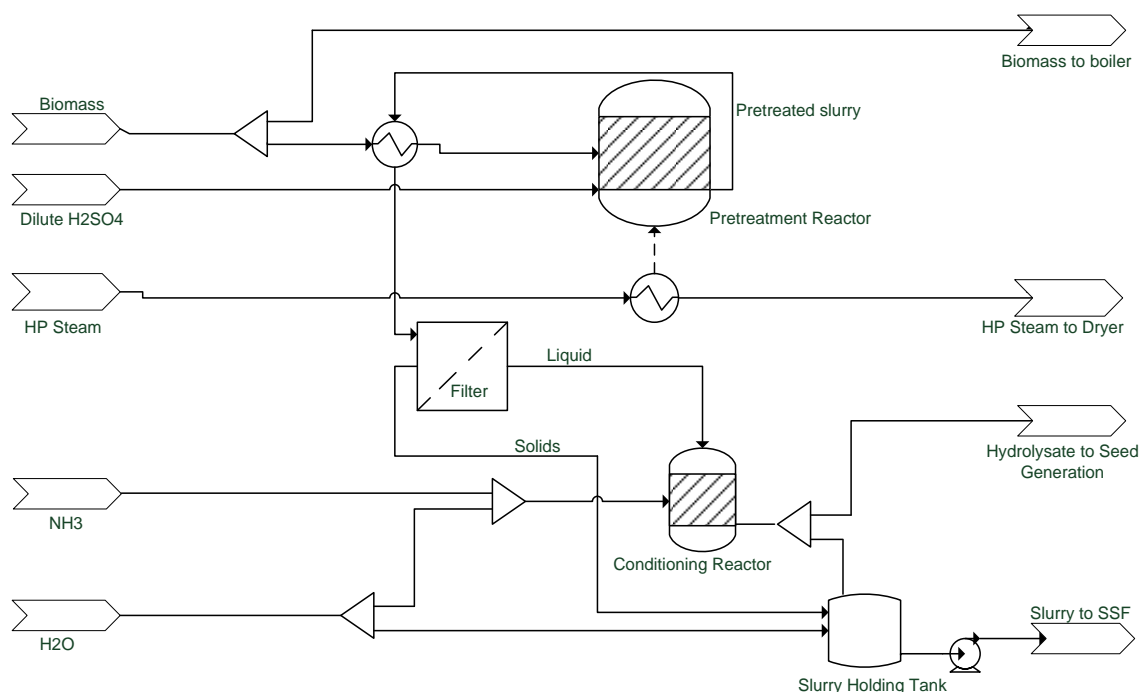 Biomass to boiler
Biomass
Pretreated slurry
Dilute H2SO4
Pretreatment Reactor
HP Steam
HP Steam to Dryer
Liquid
Filter
Solids
Hydrolysate to Seed
Generation
NH3
Conditioning Reactor
Slurry to SSF
H2O
Slurry Holding Tank